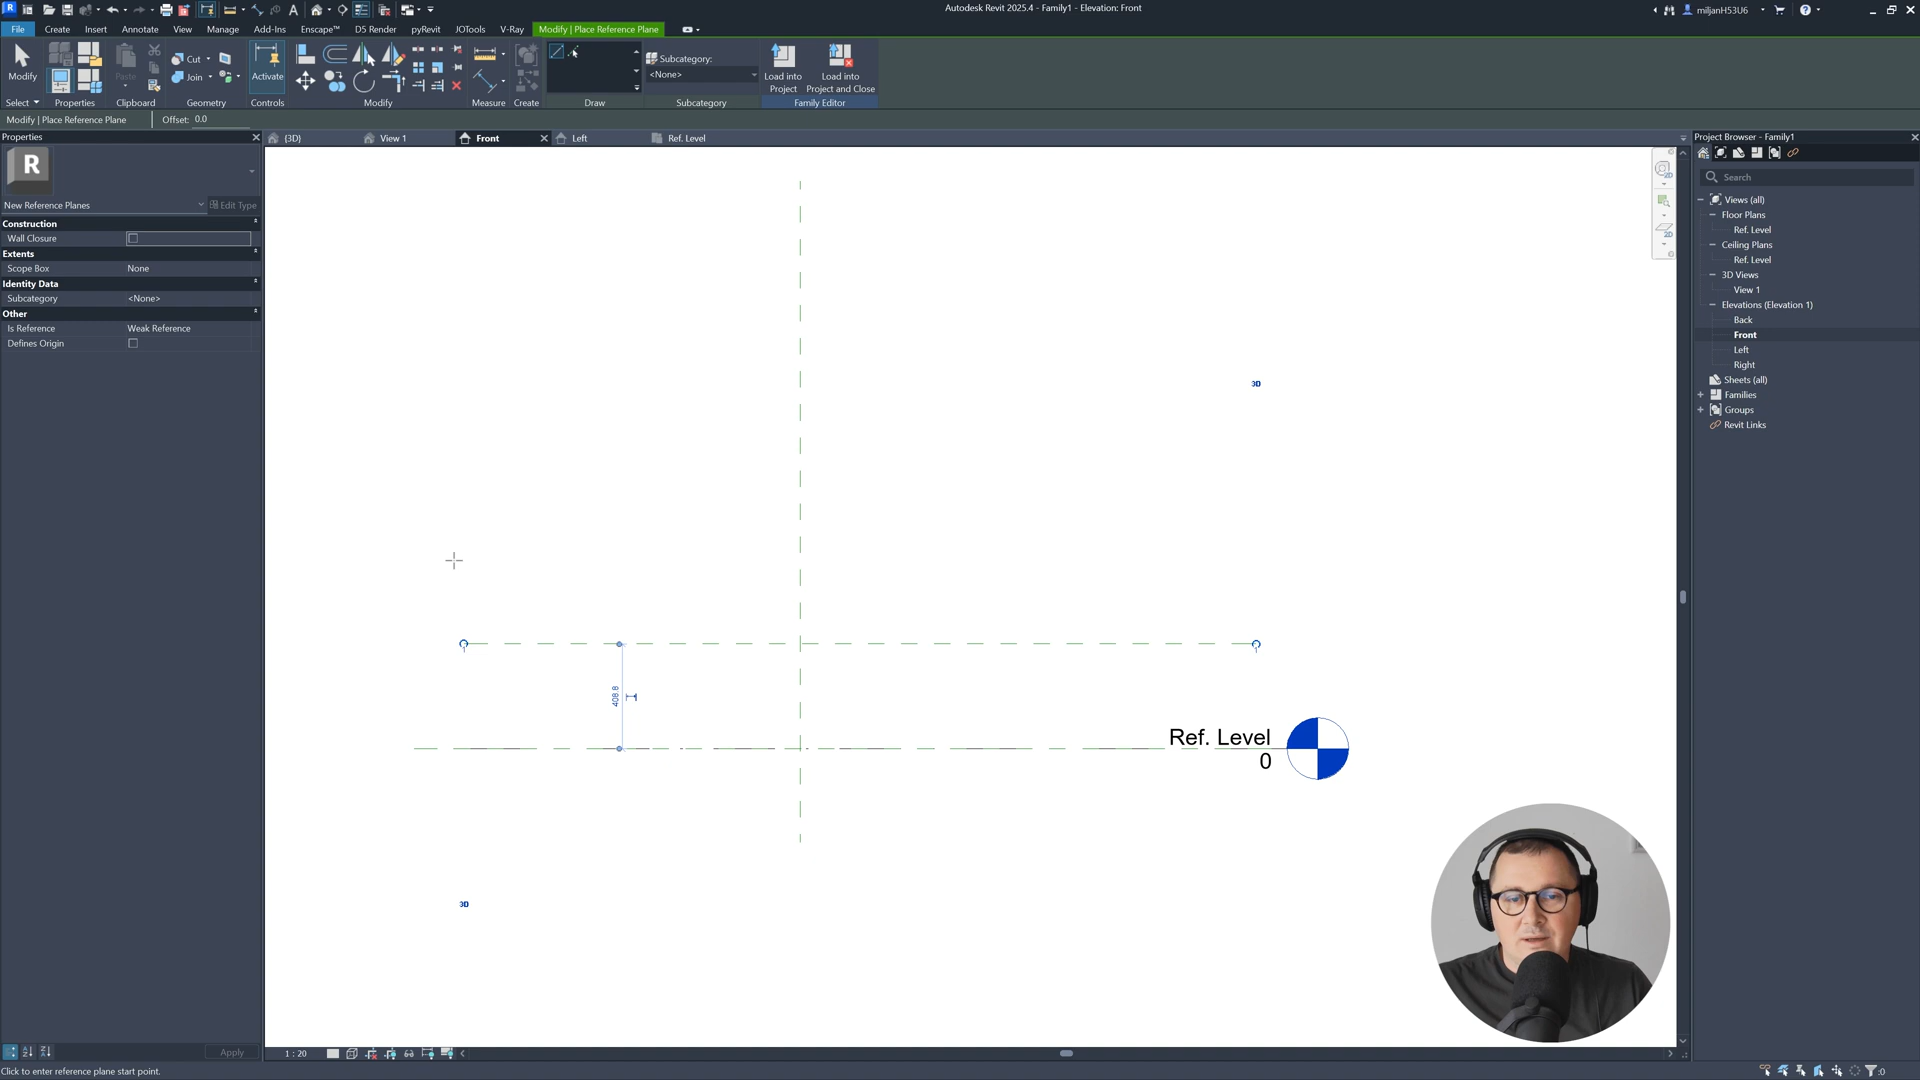 Autodesk Revit 2025.4 - Family1 - Elevation: Front
miljanH53U6
File
Create
Insert
Annotate
View
Manage
Add-Ins
Enscape™
D5 Render
pyRevit
JOTools
V-Ray
Modify | Place Reference Plane
Modify
Paste
Cut
Join
Activate
Subcategory:
<None>
Load into
Project
Load into
Project and Close
Select
Properties
Clipboard
Geometry
Controls
Modify
Measure
Create
Draw
Subcategory
Family Editor
Modify | Place Reference Plane
Offset: 0.0
Properties
R
New Reference Planes
Edit Type
Construction
Wall Closure
Extents
Scope Box None
Identity Data
Subcategory <None>
Other
Is Reference Weak Reference
Defines Origin
Apply
{3D}
View 1
Front
Left
Ref. Level
3D
408.8
Ref. Level
0
3D
1 : 20
Project Browser - Family1
Search
Views (all)
Floor Plans
Ref. Level
Ceiling Plans
Ref. Level
3D Views
View 1
Elevations (Elevation 1)
Back
Front
Left
Right
Sheets (all)
Families
Groups
Revit Links
Click to enter reference plane start point.
:0